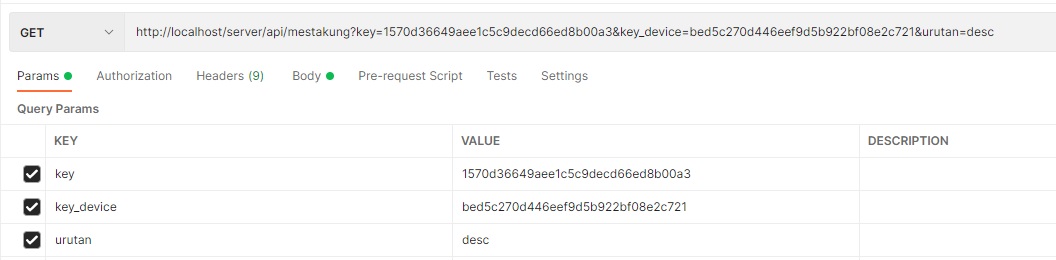 GET http://localhost/server/api/mestakung?key=1570d36649aee1c5c9decd66ed8b00a3&key_device=bed5c270d446eef9d5b922bf08e2c721&urutan=desc
Params Authorization Headers (9) Body Pre-request Script Tests Settings
Query Params
KEY VALUE DESCRIPTION
key 1570d36649aee1c5c9decd66ed8b00a3
key_device bed5c270d446eef9d5b922bf08e2c721
urutan desc